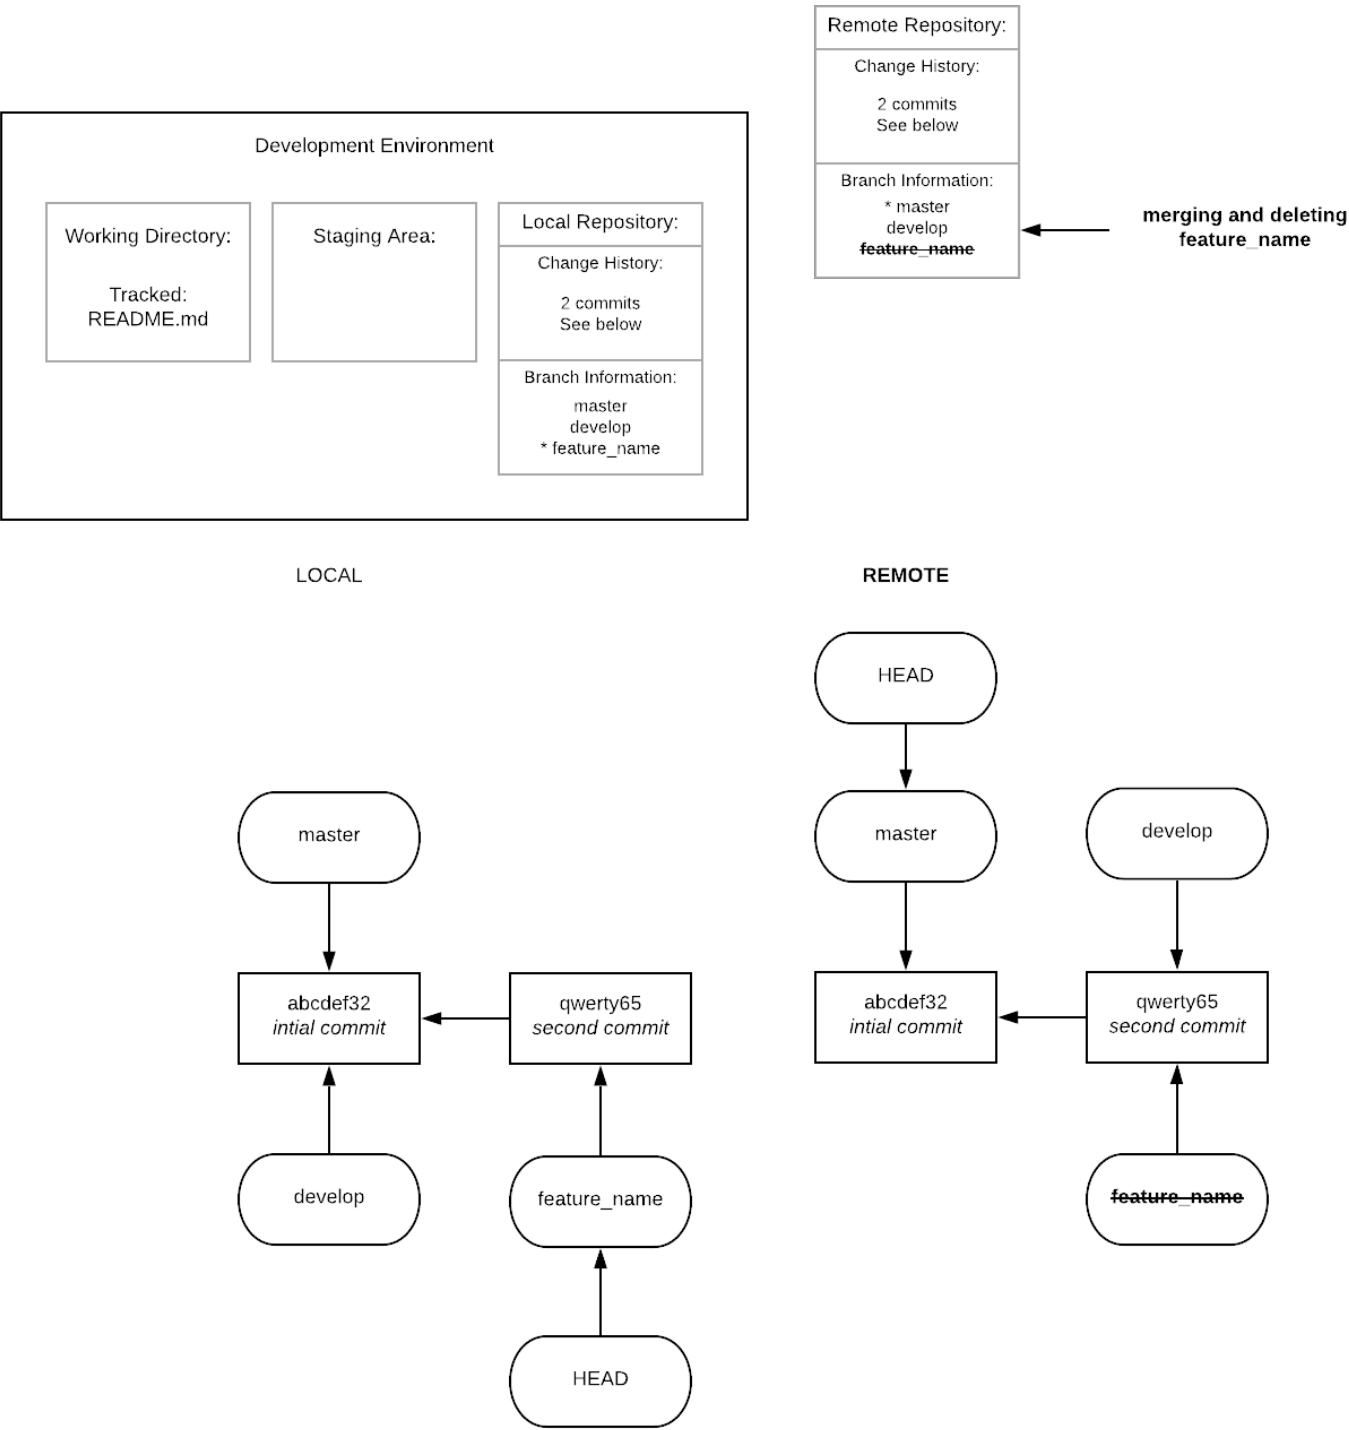 Remote Repository:
Change History:
2 commits
See below
Branch Information:
* master
develop
feature_name
merging and deleting
feature_name
Development Environment
Working Directory:
Tracked:
README.md
Staging Area:
Local Repository:
Change History:
2 commits
See below
Branch Information:
master
develop
* feature_name
LOCAL
REMOTE
HEAD
master
master
develop
abcdef32
intial commit
qwerty65
second commit
abcdef32
intial commit
qwerty65
second commit
develop
feature_name
feature_name
HEAD